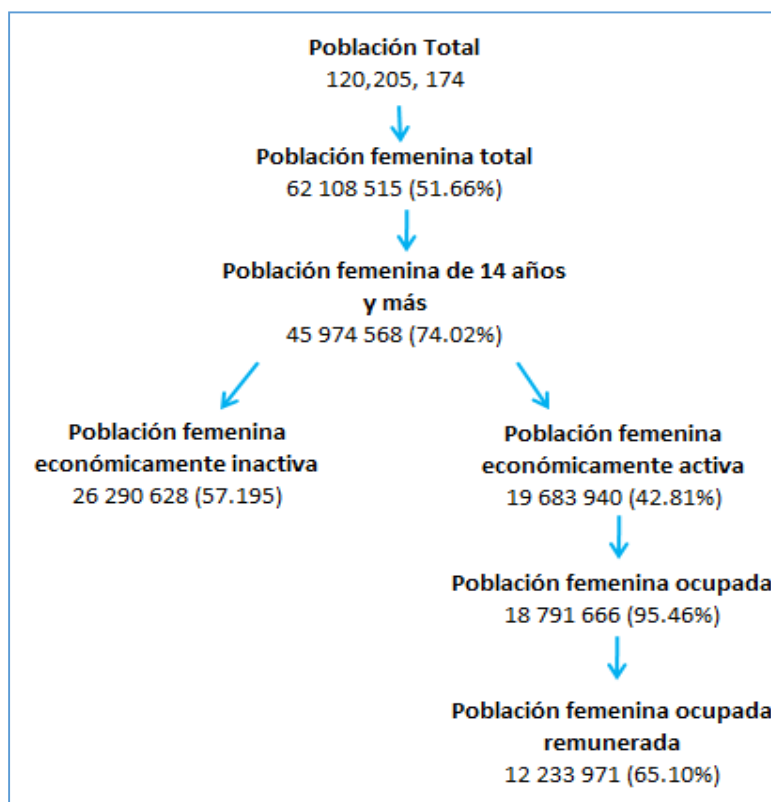 Población Total
120,205, 174
Población femenina total
62 108 515 (51.66%)
Población femenina de 14 años
y más
45 974 568 (74.02%)
Población femenina
económicamente inactiva
26 290 628 (57.195)
Población femenina
económicamente activa
19 683 940 (42.81%)
Población femenina ocupada
18 791 666 (95.46%)
Población femenina ocupada
remunerada
12 233 971 (65.10%)